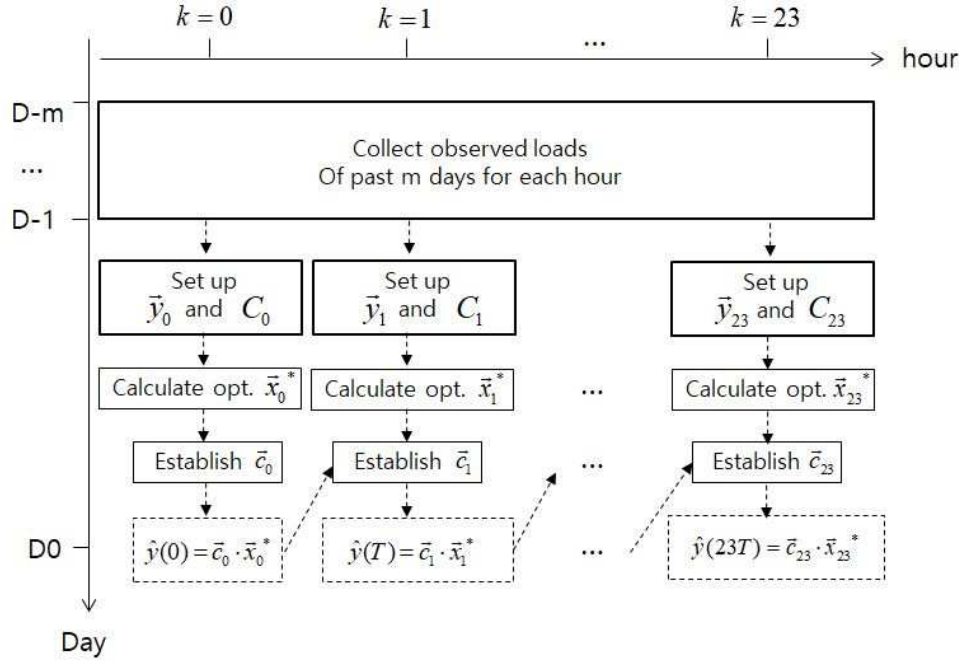 k = 0 k = 1 ... k = 23
hour
D-m
...
D-1
Collect observed loads
Of past m days for each hour
Set up
y⃗₀ and C₀
Set up
y⃗₁ and C₁
Set up
y⃗₂₃ and C₂₃
Calculate opt. x⃗₀*
Calculate opt. x⃗₁*
...
Calculate opt. x⃗₂₃*
Establish c⃗₀
Establish c⃗₁
...
Establish c⃗₂₃
D0
ŷ(0) = c⃗₀ · x⃗₀*
ŷ(T) = c⃗₁ · x⃗₁*
...
ŷ(23T) = c⃗₂₃ · x⃗₂₃*
Day